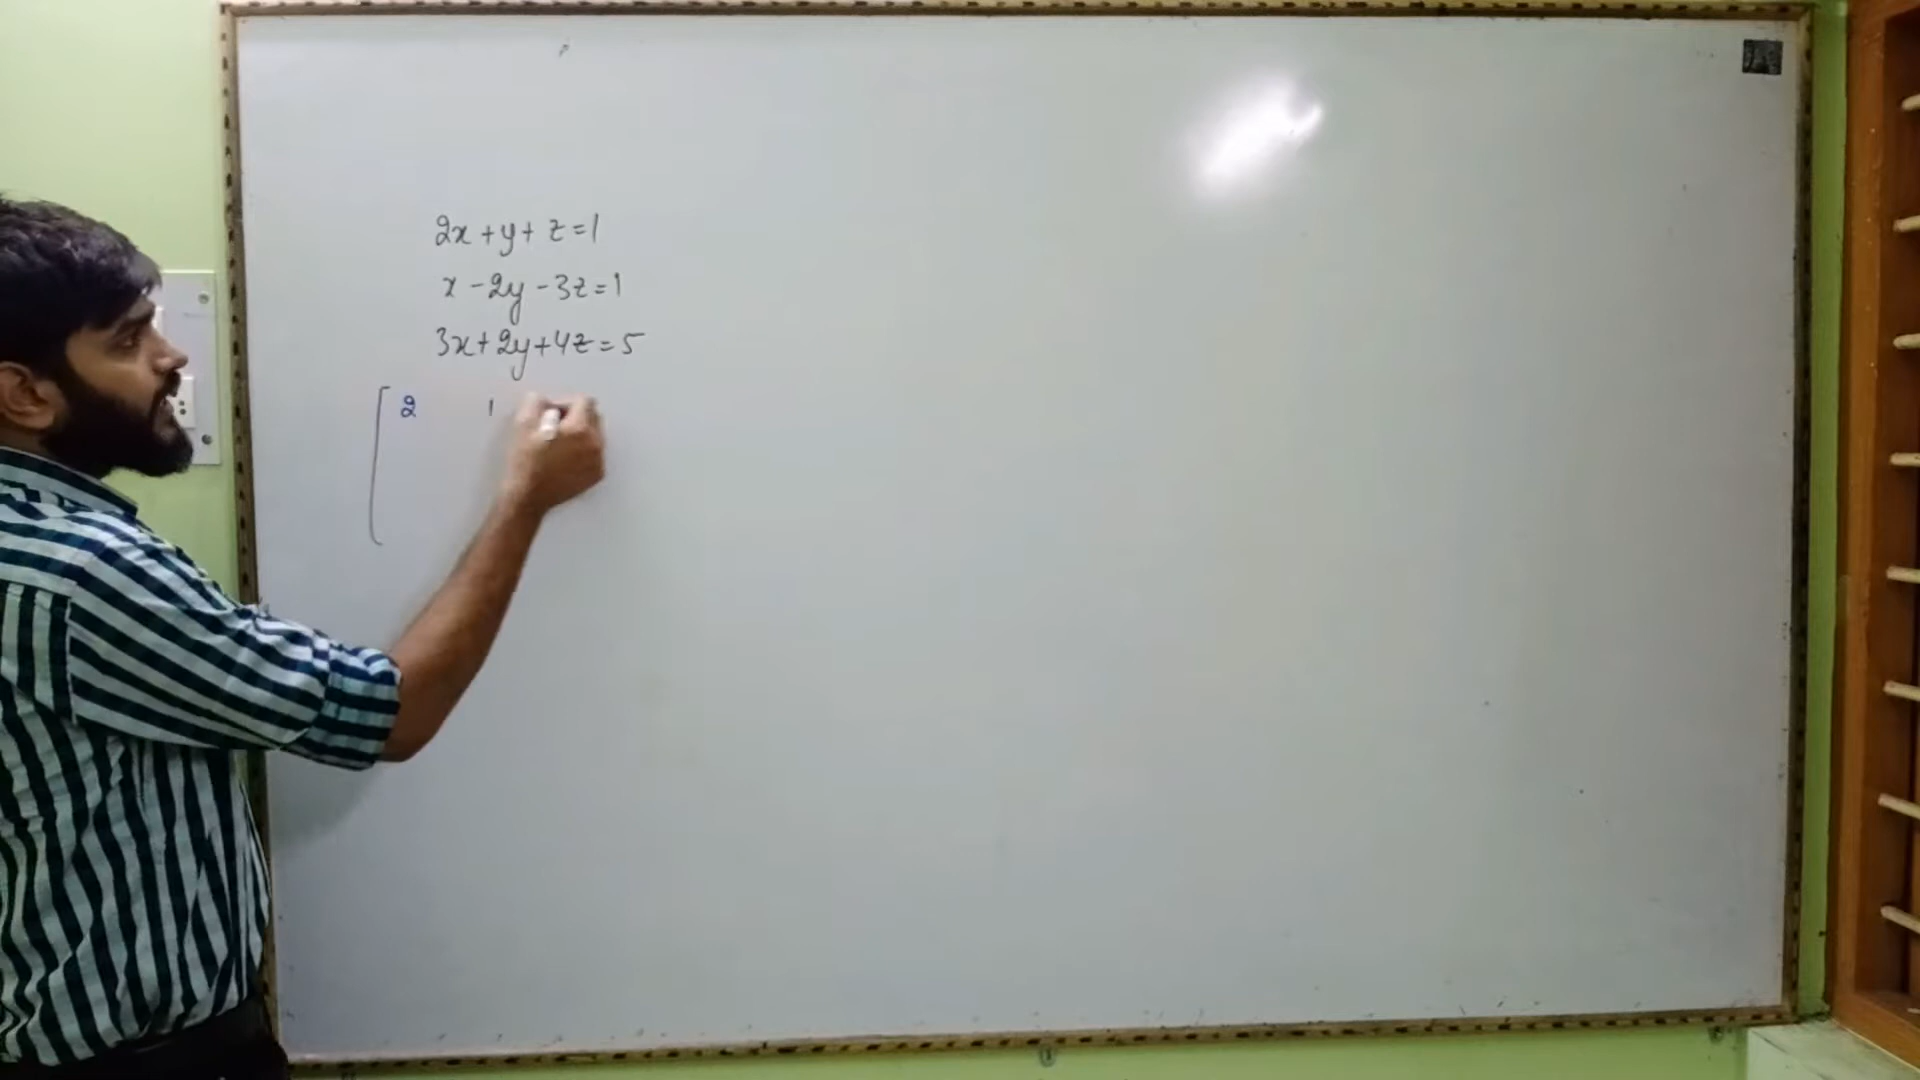 2x + y + z = 1
x - 2y - 3z = 1
3x + 2y + 4z = 5
[ 2 1